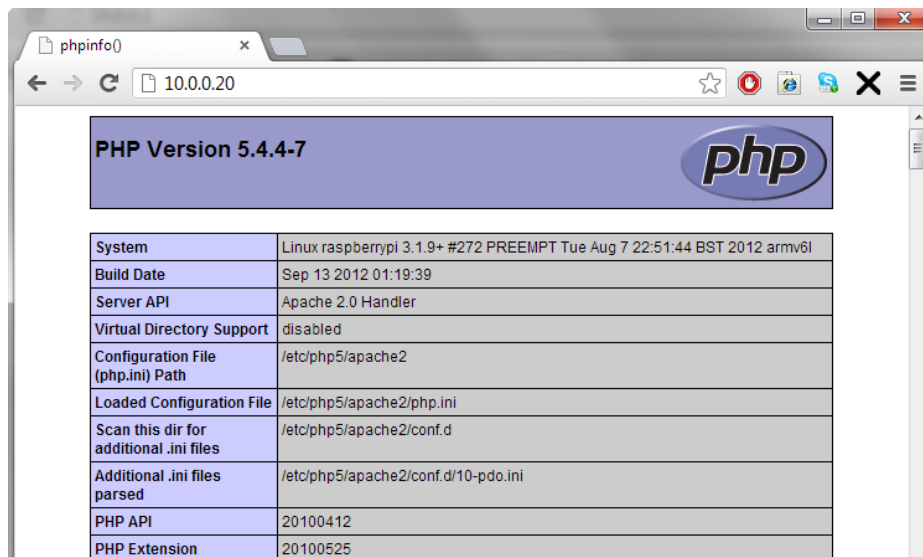 phpinfo()
10.0.0.20
PHP Version 5.4.4-7
php
System Linux raspberrypi 3.1.9+ #272 PREEMPT Tue Aug 7 22:51:44 BST 2012 armv6l
Build Date Sep 13 2012 01:19:39
Server API Apache 2.0 Handler
Virtual Directory Support disabled
Configuration File /etc/php5/apache2
(php.ini) Path
Loaded Configuration File /etc/php5/apache2/php.ini
Scan this dir for /etc/php5/apache2/conf.d
additional .ini files
Additional .ini files /etc/php5/apache2/conf.d/10-pdo.ini
parsed
PHP API 20100412
PHP Extension 20100525